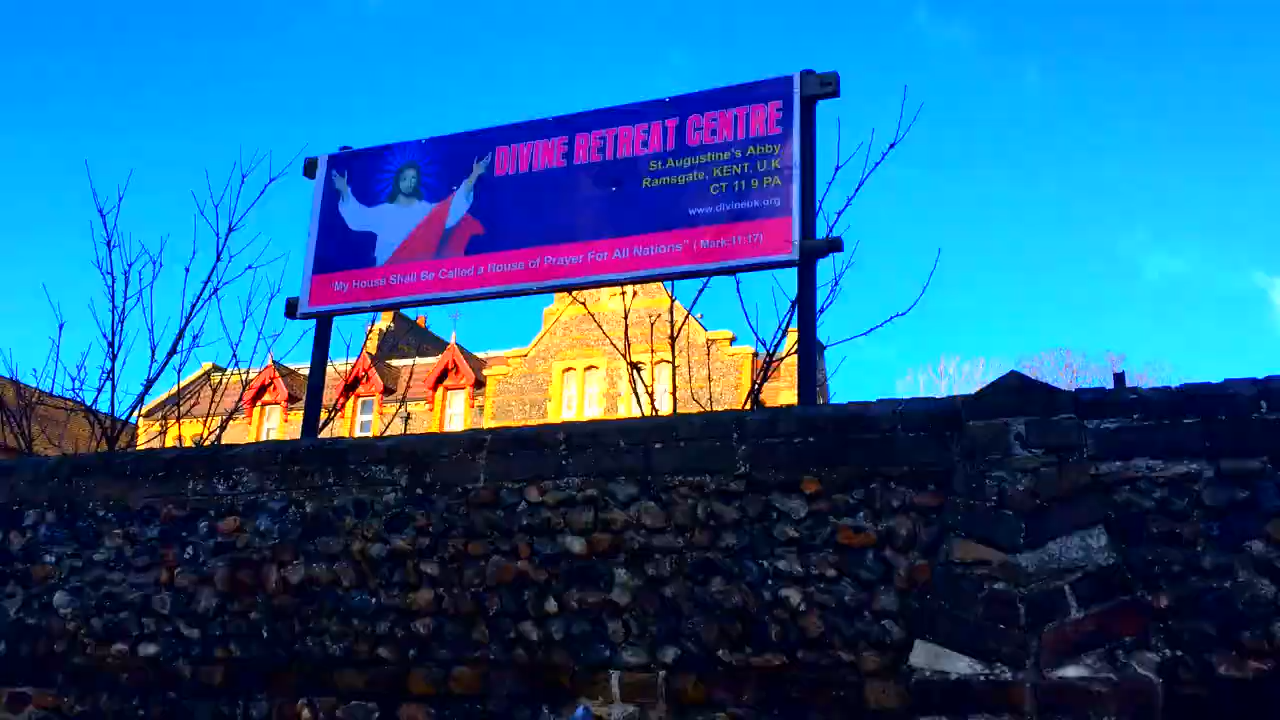 DIVINE RETREAT CENTRE
St.Augustine's Abby
Ramsgate, KENT, U.K
CT 11 9 PA
www.divineuk.org
"My House Shall Be Called a House of Prayer For All Nations" ( Mark-11:17)